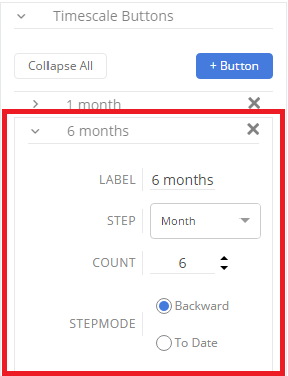 Timescale Buttons
Collapse All
+ Button
1 month
6 months
LABEL 6 months
STEP Month
COUNT 6
STEPMODE
Backward
To Date